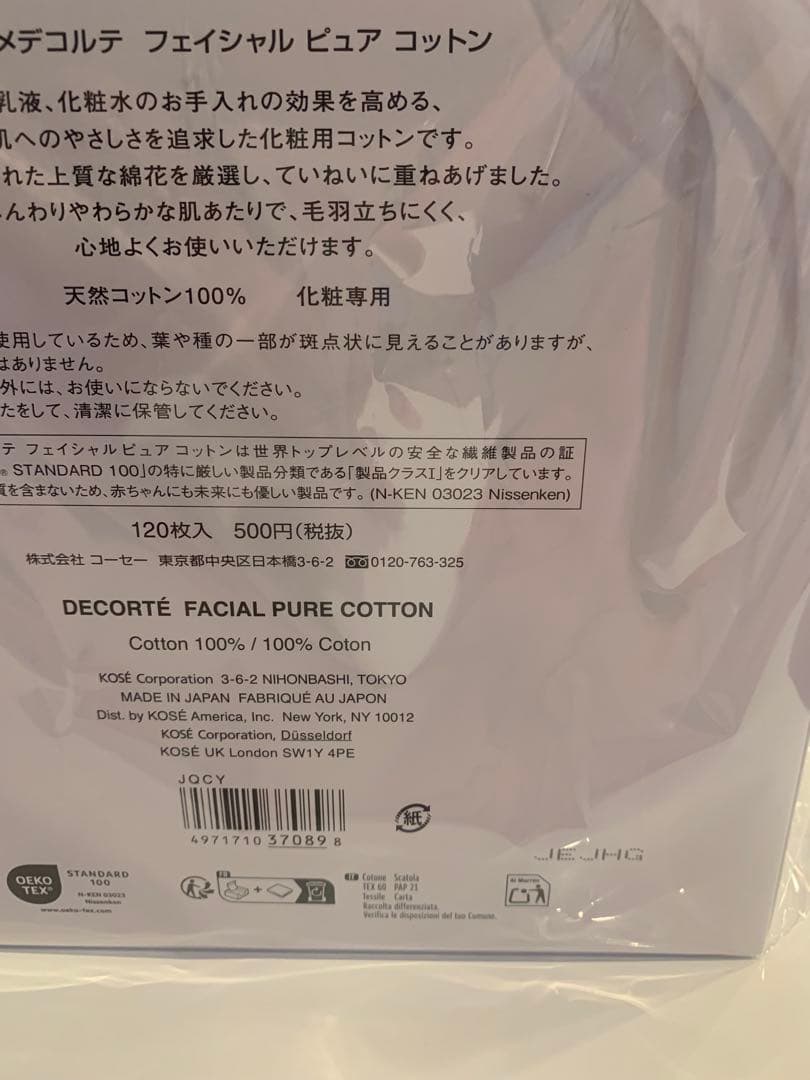 メデコルテ フェイシャル ピュア コットン
乳液、化粧水のお手入れの効果を高める、
肌へのやさしさを追求した化粧用コットンです。
れた上質な綿花を厳選し、ていねいに重ねあげました。
んわりやわらかな肌あたりで、毛羽立ちにくく、
心地よくお使いいただけます。
天然コットン100% 化粧専用
使用しているため、葉や種の一部が斑点状に見えることがありますが、
はありません。
外には、お使いにならないでください。
たをして、清潔に保管してください。
テ フェイシャル ピュア コットンは世界トップレベルの安全な繊維製品の証
® STANDARD 100」の特に厳しい製品分類である「製品クラスI」をクリアしています。
質を含まないため、赤ちゃんにも未来にも優しい製品です。(N-KEN 03023 Nissenken)
120枚入 500円(税抜)
株式会社 コーセー 東京都中央区日本橋3-6-2 0120-763-325
DECORTÉ FACIAL PURE COTTON
Cotton 100% / 100% Coton
KOSÉ Corporation 3-6-2 NIHONBASHI, TOKYO
MADE IN JAPAN FABRIQUÉ AU JAPON
Dist. by KOSÉ America, Inc. New York, NY 10012
KOSÉ Corporation, Düsseldorf
KOSÉ UK London SW1Y 4PE
JQCY
4971710 370898
紙
JEJHG
OEKO TEX®
STANDARD
100
N-KEN 03023
Nissenken
www.oeko-tex.com
FR
+
IT Cotone Scatola
TEX 60 PAP 21
Tessile Carta
Raccolta differenziata.
Verifica le disposizioni del tuo Comune.